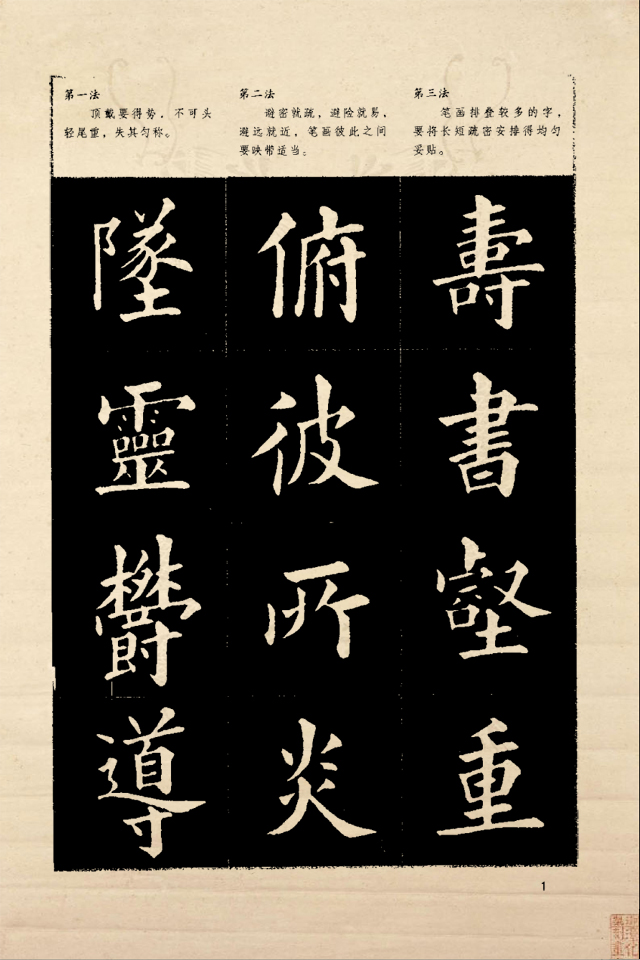 第一法
顶戴要得势，不可头
轻尾重，失其匀称。
第二法
避密就疏，避险就易，
避远就近，笔画彼此之间
要映带适当。
第三法
笔画排叠较多的字，
要将长短疏密安排得均匀
妥贴。
墜
靈
鬱
導
俯
彼
所
炎
壽
書
壑
重
1